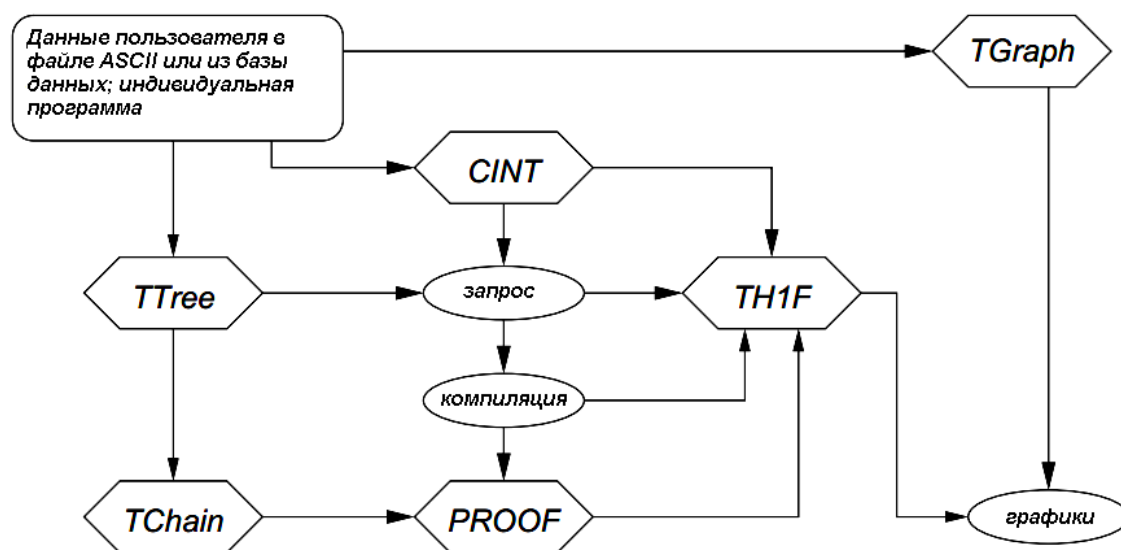 Данные пользователя в
файле ASCII или из базы
данных; индивидуальная
программа
TGraph
CINT
TTree
запрос
TH1F
компиляция
TChain
PROOF
графики